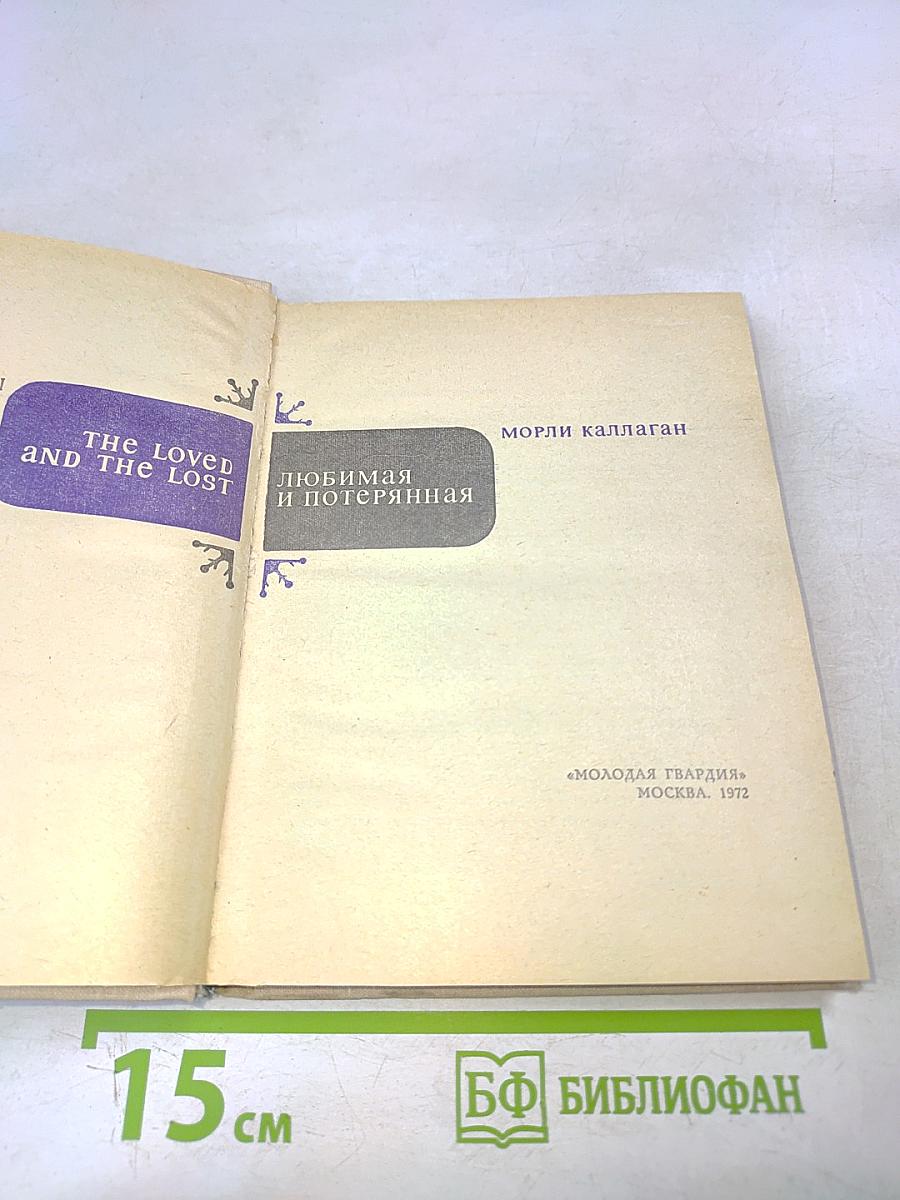 THE LOVED
AND THE LOST
ЛЮБИМАЯ
И ПОТЕРЯННАЯ
МОРЛИ КАЛЛАГАН
«МОЛОДАЯ ГВАРДИЯ»
МОСКВА. 1972
15 см
БФ БИБЛИОФАН